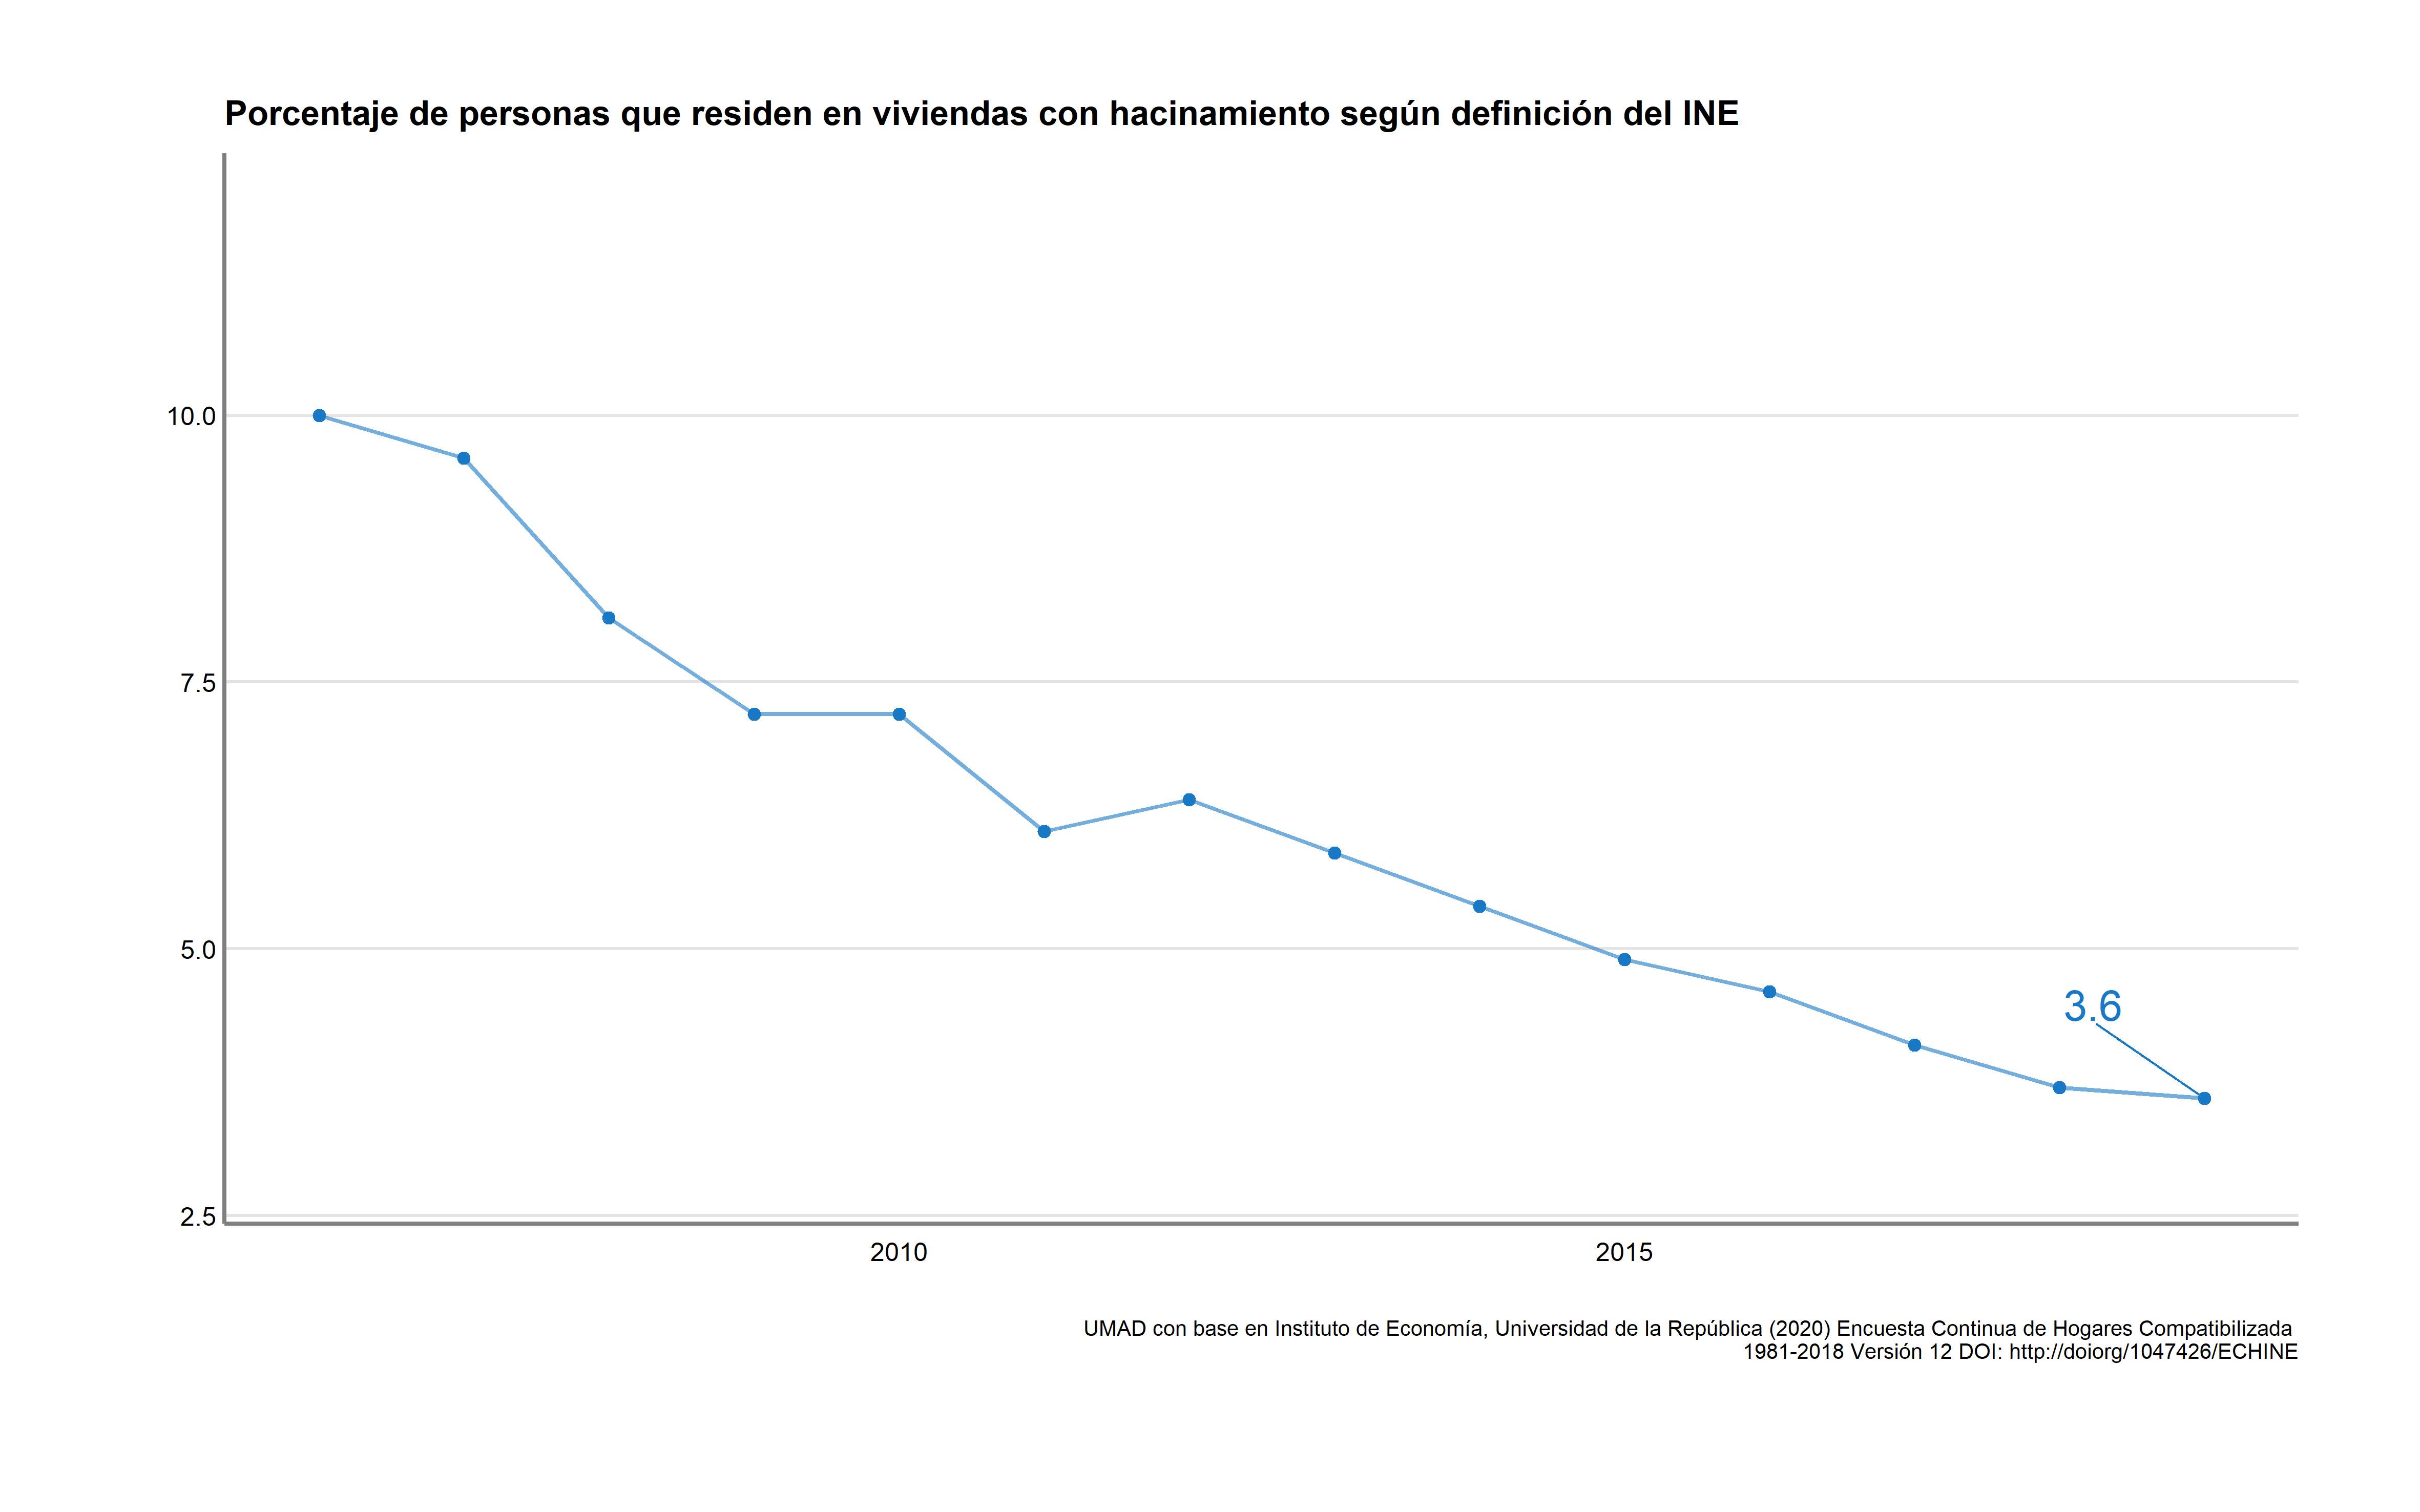 Porcentaje de personas que residen en viviendas con hacinamiento según definición del INE
10.0
7.5
5.0
2.5
3.6
2010
2015
UMAD con base en Instituto de Economía, Universidad de la República (2020) Encuesta Continua de Hogares Compatibilizada
1981-2018 Versión 12 DOI: http://doiorg/1047426/ECHINE